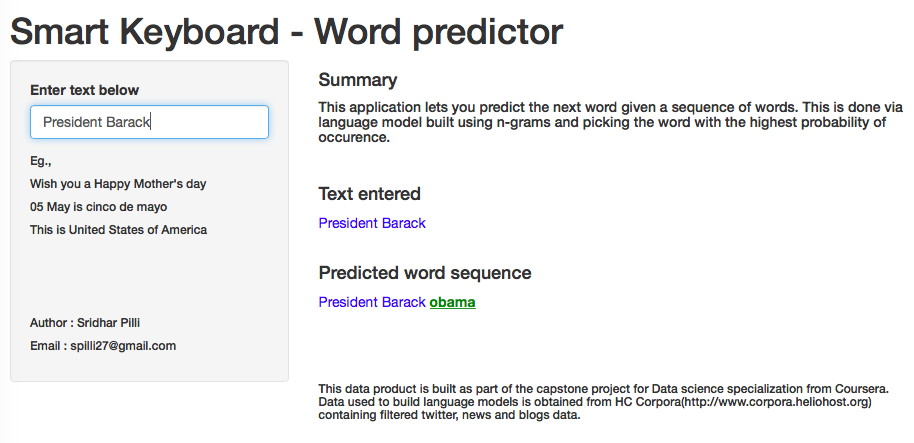 Smart Keyboard - Word predictor
Enter text below
President Barack
Eg.,
Wish you a Happy Mother's day
05 May is cinco de mayo
This is United States of America
Author : Sridhar Pilli
Email : spilli27@gmail.com
Summary
This application lets you predict the next word given a sequence of words. This is done via
language model built using n-grams and picking the word with the highest probability of
occurence.
Text entered
President Barack
Predicted word sequence
President Barack obama
This data product is built as part of the capstone project for Data science specialization from Coursera.
Data used to build language models is obtained from HC Corpora(http://www.corpora.heliohost.org)
containing filtered twitter, news and blogs data.